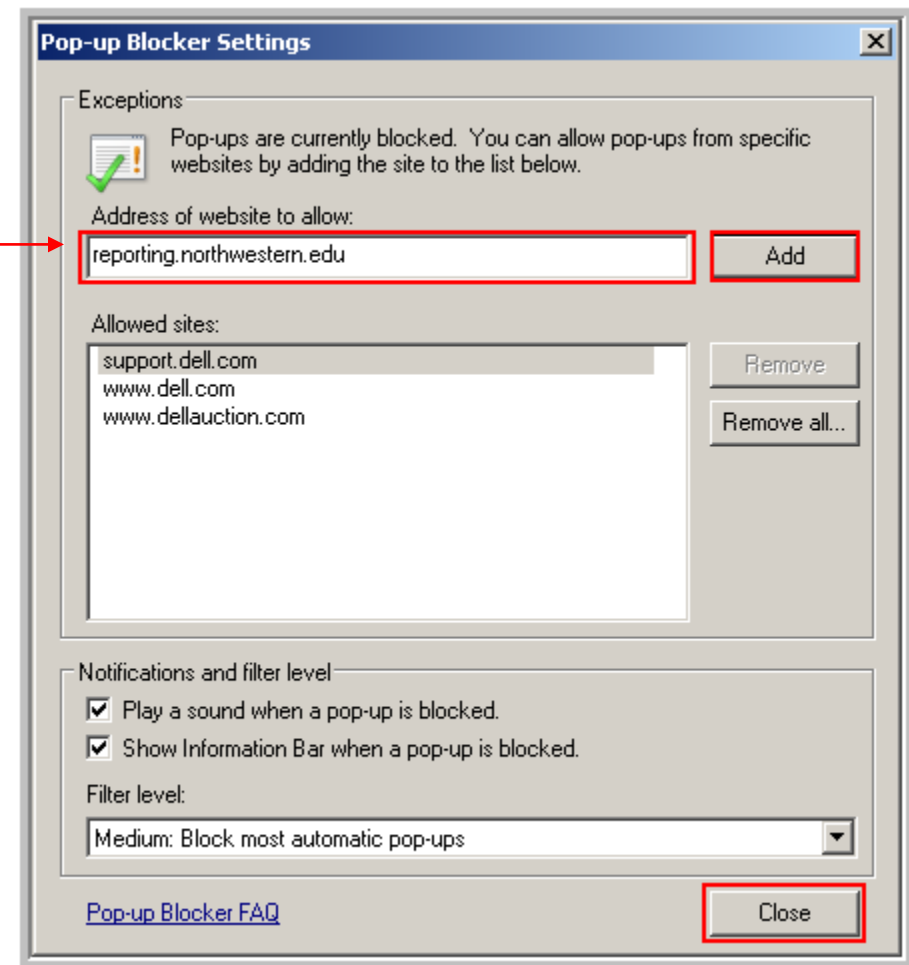 Pop-up Blocker Settings
Exceptions
Pop-ups are currently blocked. You can allow pop-ups from specific
websites by adding the site to the list below.
Address of website to allow:
reporting.northwestern.edu
Add
Allowed sites:
support.dell.com
www.dell.com
www.dellauction.com
Remove
Remove all...
Notifications and filter level
Play a sound when a pop-up is blocked.
Show Information Bar when a pop-up is blocked.
Filter level:
Medium: Block most automatic pop-ups
Pop-up Blocker FAQ
Close